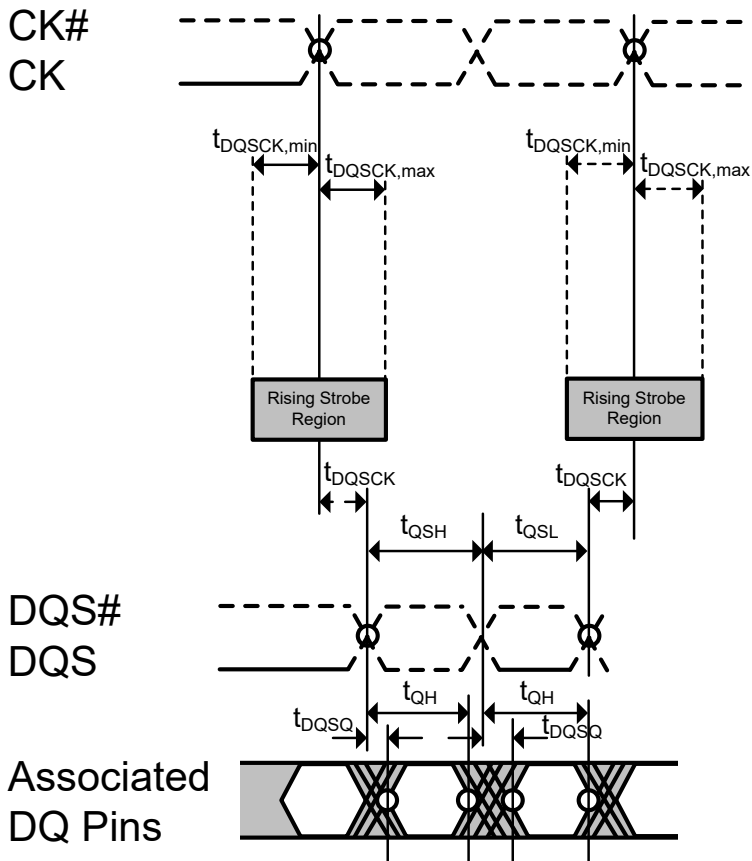 CK#
CK
tDQSCK,min
tDQSCK,max
tDQSCK,min
tDQSCK,max
Rising Strobe
Region
Rising Strobe
Region
tDQSCK
tDQSCK
tQSH
tQSL
DQS#
DQS
tQH
tQH
tDQSQ
tDQSQ
Associated
DQ Pins